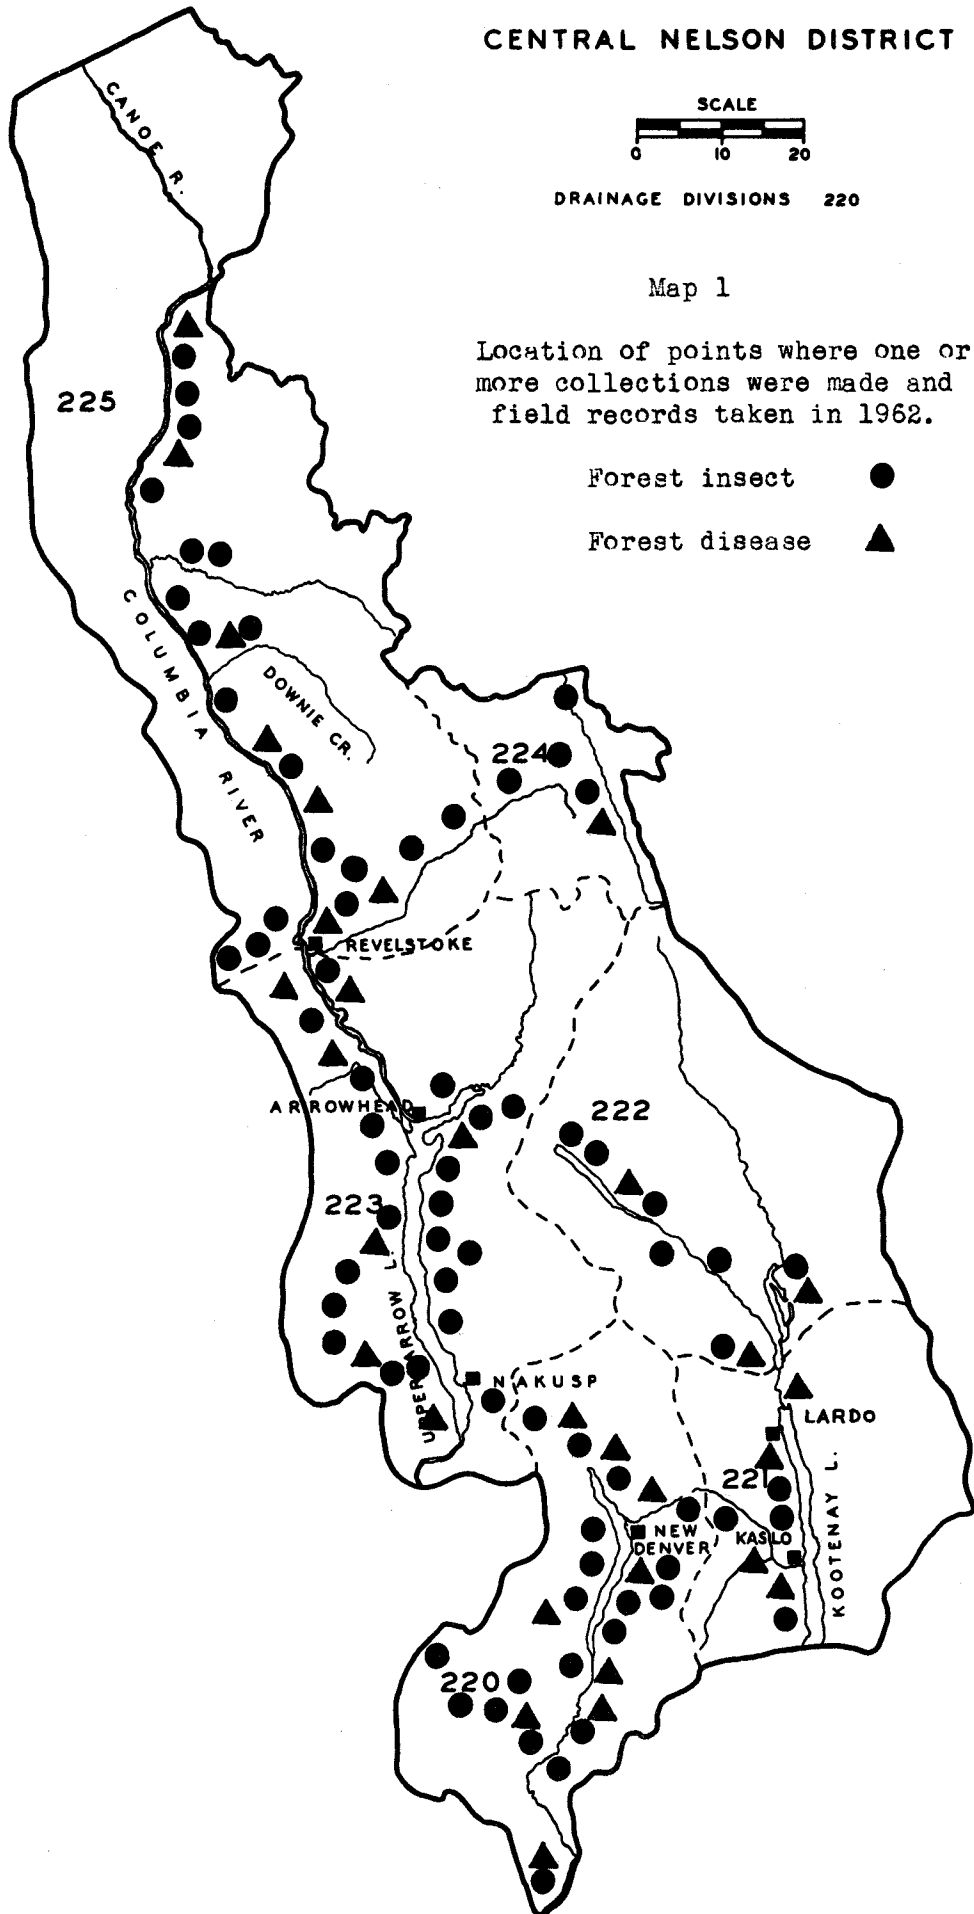 CENTRAL NELSON DISTRICT
SCALE
0 10 20
DRAINAGE DIVISIONS 220
Map 1
Location of points where one or
more collections were made and
field records taken in 1962.
Forest insect
Forest disease
CANOE R.
225
COLUMBIA RIVER
DOWNIE CR.
224
REVELSTOKE
ARROWHEAD
222
223
UPPER ARROW L.
NAKUSP
LARDO
221
KOOTENAY L.
NEW
DENVER
KASLO
220